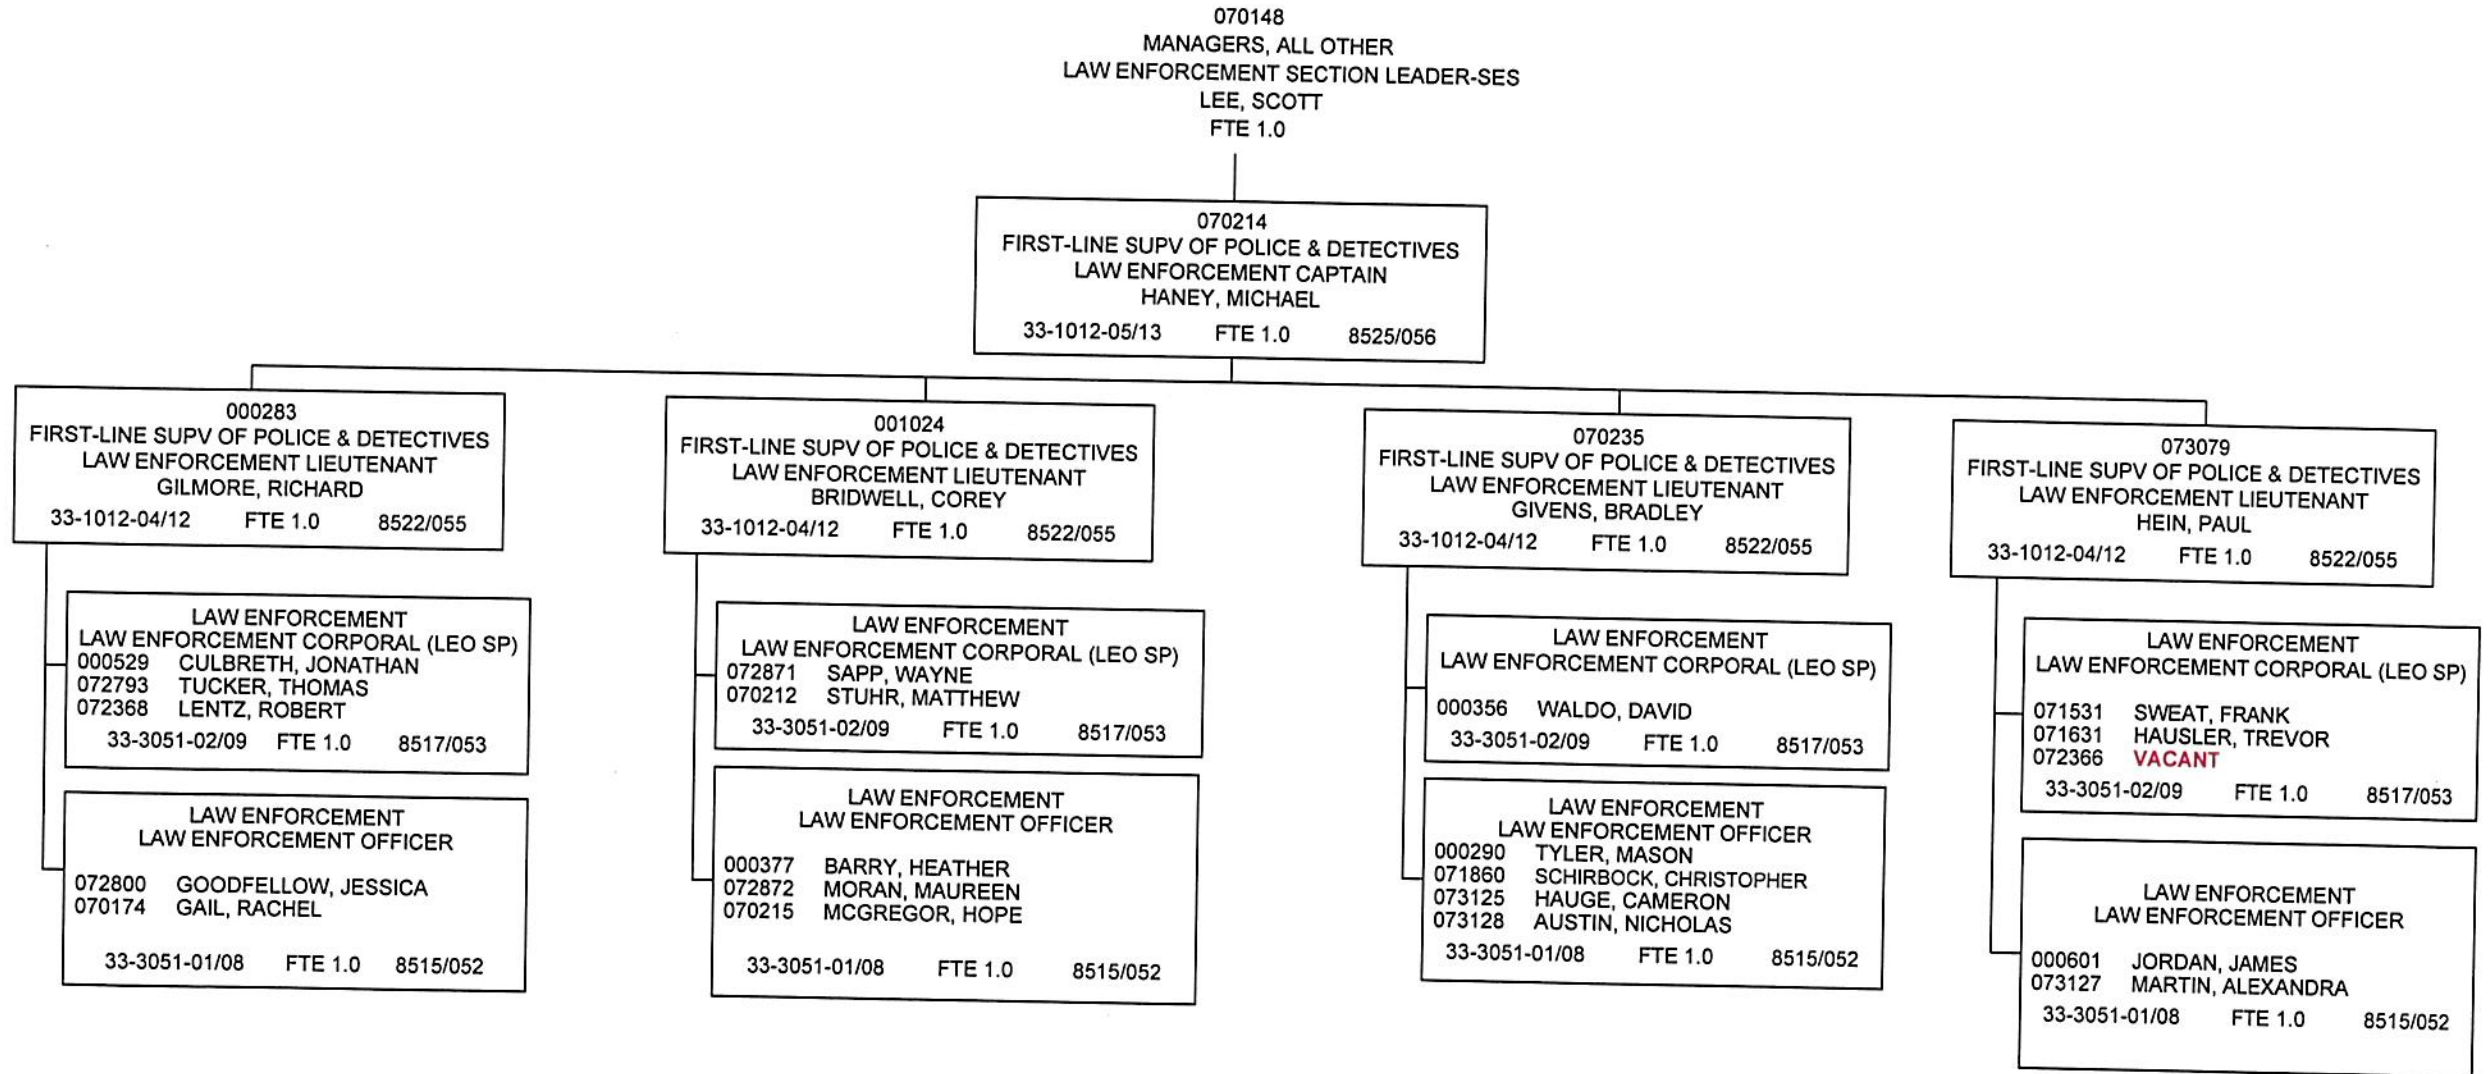 070148
MANAGERS, ALL OTHER
LAW ENFORCEMENT SECTION LEADER-SES
LEE, SCOTT
FTE 1.0
070214
FIRST-LINE SUPV OF POLICE & DETECTIVES
LAW ENFORCEMENT CAPTAIN
HANEY, MICHAEL
33-1012-05/13 FTE 1.0 8525/056
000283
FIRST-LINE SUPV OF POLICE & DETECTIVES
LAW ENFORCEMENT LIEUTENANT
GILMORE, RICHARD
33-1012-04/12 FTE 1.0 8522/055
LAW ENFORCEMENT
LAW ENFORCEMENT CORPORAL (LEO SP)
000529 CULBRETH, JONATHAN
072793 TUCKER, THOMAS
072368 LENTZ, ROBERT
33-3051-02/09 FTE 1.0 8517/053
LAW ENFORCEMENT
LAW ENFORCEMENT OFFICER
072800 GOODFELLOW, JESSICA
070174 GAIL, RACHEL
33-3051-01/08 FTE 1.0 8515/052
001024
FIRST-LINE SUPV OF POLICE & DETECTIVES
LAW ENFORCEMENT LIEUTENANT
BRIDWELL, COREY
33-1012-04/12 FTE 1.0 8522/055
LAW ENFORCEMENT
LAW ENFORCEMENT CORPORAL (LEO SP)
072871 SAPP, WAYNE
070212 STUHR, MATTHEW
33-3051-02/09 FTE 1.0 8517/053
LAW ENFORCEMENT
LAW ENFORCEMENT OFFICER
000377 BARRY, HEATHER
072872 MORAN, MAUREEN
070215 MCGREGOR, HOPE
33-3051-01/08 FTE 1.0 8515/052
070235
FIRST-LINE SUPV OF POLICE & DETECTIVES
LAW ENFORCEMENT LIEUTENANT
GIVENS, BRADLEY
33-1012-04/12 FTE 1.0 8522/055
LAW ENFORCEMENT
LAW ENFORCEMENT CORPORAL (LEO SP)
000356 WALDO, DAVID
33-3051-02/09 FTE 1.0 8517/053
LAW ENFORCEMENT
LAW ENFORCEMENT OFFICER
000290 TYLER, MASON
071860 SCHIRBOCK, CHRISTOPHER
073125 HAUGE, CAMERON
073128 AUSTIN, NICHOLAS
33-3051-01/08 FTE 1.0 8515/052
073079
FIRST-LINE SUPV OF POLICE & DETECTIVES
LAW ENFORCEMENT LIEUTENANT
HEIN, PAUL
33-1012-04/12 FTE 1.0 8522/055
LAW ENFORCEMENT
LAW ENFORCEMENT CORPORAL (LEO SP)
071531 SWEAT, FRANK
071631 HAUSLER, TREVOR
072366 VACANT
33-3051-02/09 FTE 1.0 8517/053
LAW ENFORCEMENT
LAW ENFORCEMENT OFFICER
000601 JORDAN, JAMES
073127 MARTIN, ALEXANDRA
33-3051-01/08 FTE 1.0 8515/052